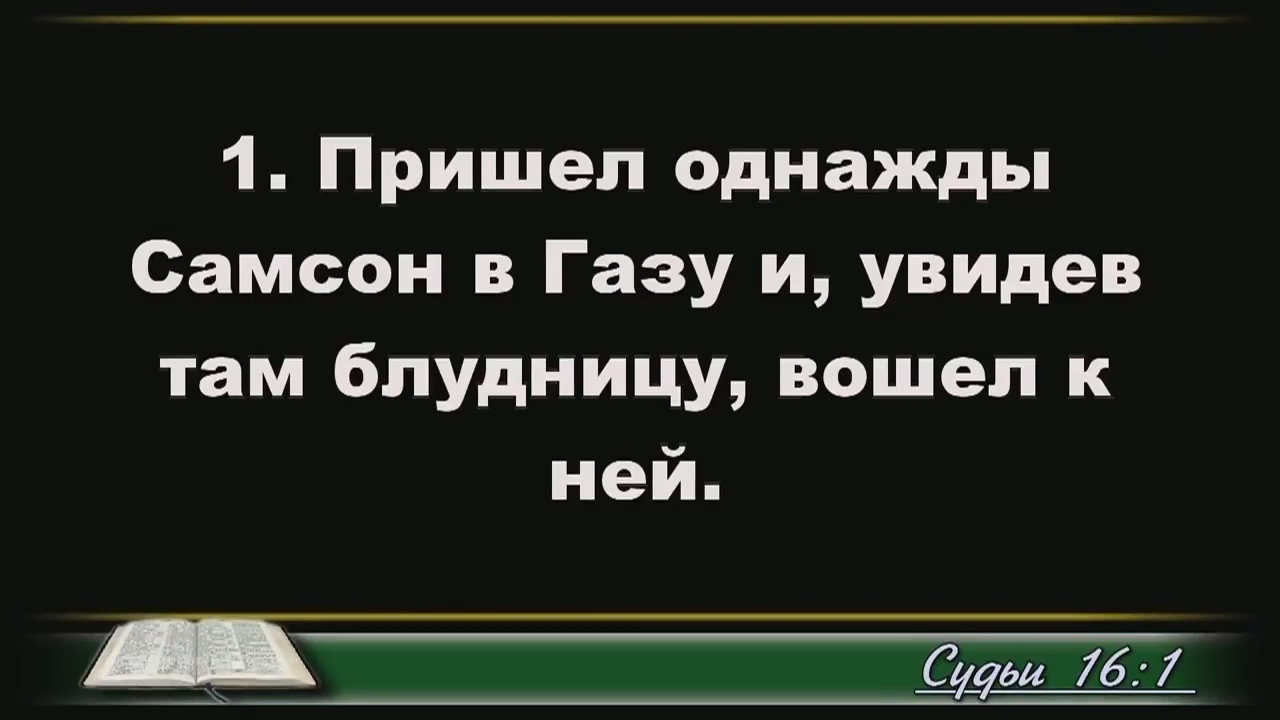 1. Пришел однажды
Самсон в Газу и, увидев
там блудницу, вошел к
ней.
Судьи 16:1